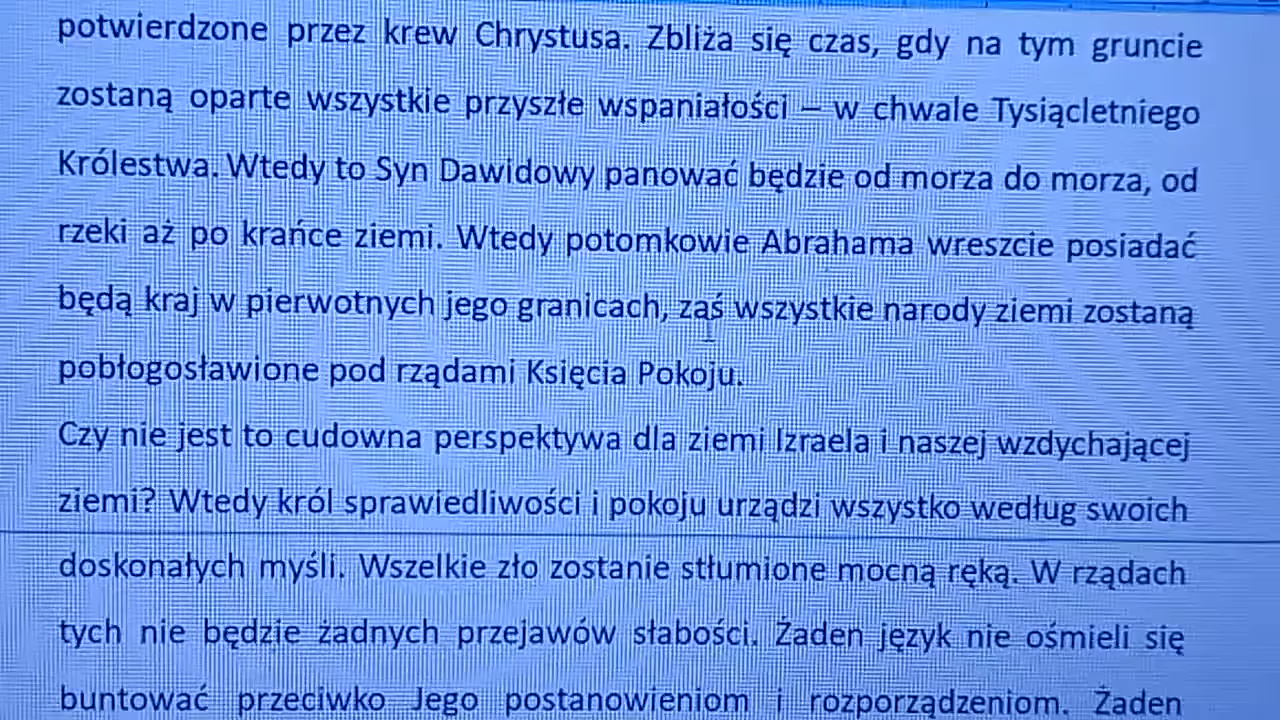 potwierdzone przez krew Chrystusa. Zbliża się czas, gdy na tym gruncie
zostaną oparte wszystkie przyszłe wspaniałości – w chwale Tysiącletniego
Królestwa. Wtedy to Syn Dawidowy panować będzie od morza do morza, od
rzeki aż po krańce ziemi. Wtedy potomkowie Abrahama wreszcie posiadać
będą kraj w pierwotnych jego granicach, zaś wszystkie narody ziemi zostaną
pobłogosławione pod rządami Księcia Pokoju.
Czy nie jest to cudowna perspektywa dla ziemi Izraela i naszej wzdychającej
ziemi? Wtedy król sprawiedliwości i pokoju urządzi wszystko według swoich
doskonałych myśli. Wszelkie zło zostanie stłumione mocną ręką. W rządach
tych nie będzie żadnych przejawów słabości. Żaden język nie ośmieli się
buntować przeciwko Jego postanowieniom i rozporządzeniom. Żaden